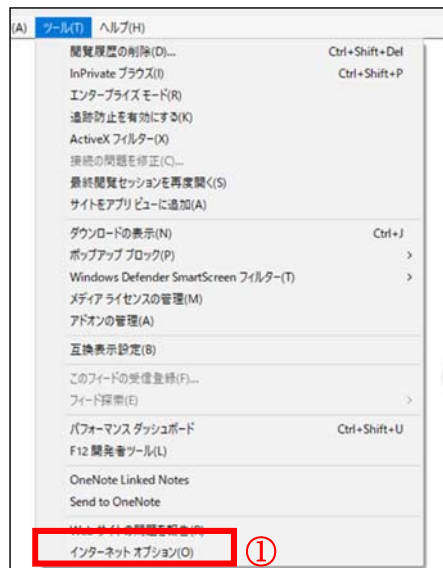 (A) ツール(T) ヘルプ(H)
閲覧履歴の削除(D)... Ctrl+Shift+Del
InPrivate ブラウズ(I) Ctrl+Shift+P
エンタープライズ モード(R)
追跡防止を有効にする(K)
ActiveX フィルター(X)
接続の問題を修正(C)...
最終閲覧セッションを再度開く(S)
サイトをアプリ ビューに追加(A)
ダウンロードの表示(N) Ctrl+J
ポップアップ ブロック(P) >
Windows Defender SmartScreen フィルター(T) >
メディア ライセンスの管理(M)
アドオンの管理(A)
互換表示設定(B)
このフィードの受信登録(F)...
フィード探索(E) >
パフォーマンス ダッシュボード Ctrl+Shift+U
F12 開発者ツール(L)
OneNote Linked Notes
Send to OneNote
Web サイトの問題を報告(R)
インターネット オプション(O) ①